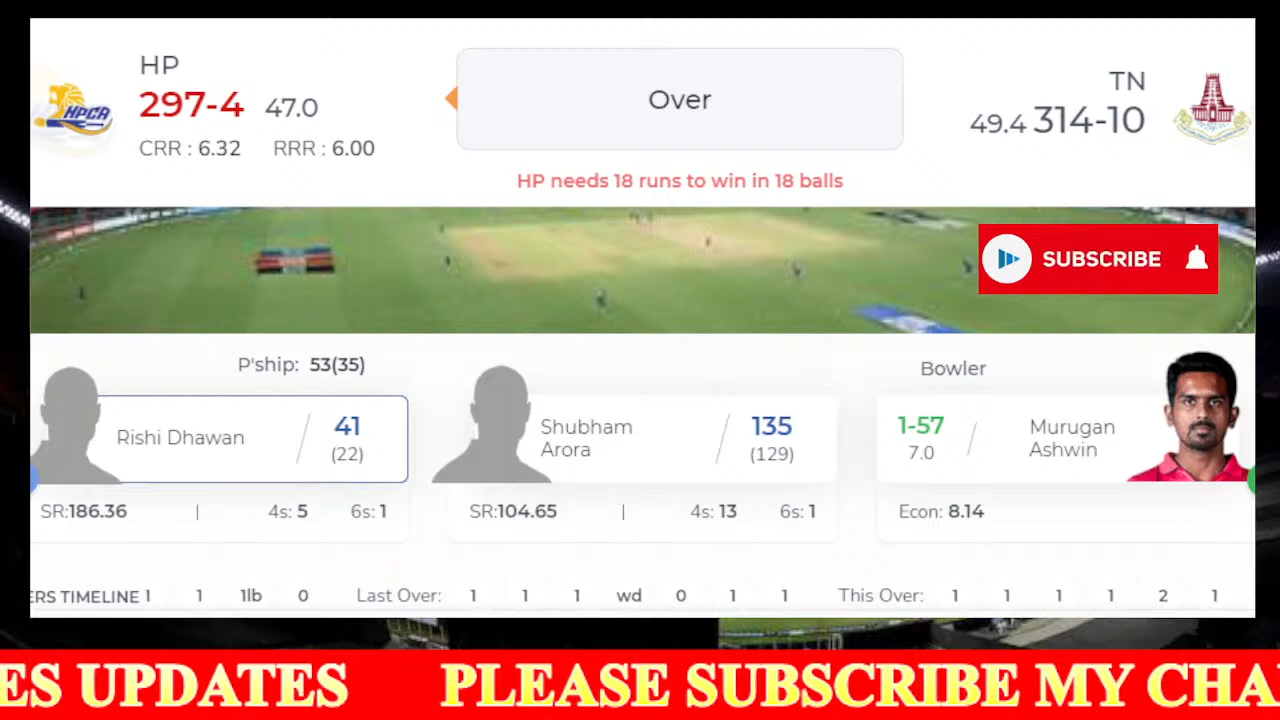 HP
297-4 47.0
CRR : 6.32 RRR : 6.00
Over
HP needs 18 runs to win in 18 balls
TN
49.4 314-10
HPCA
SUBSCRIBE
P'ship: 53(35)
Rishi Dhawan
41
(22)
SR:186.36 | 4s: 5 6s: 1
Shubham
Arora
135
(129)
SR:104.65 | 4s: 13 6s: 1
Bowler
1-57
7.0
Murugan
Ashwin
Econ: 8.14
ERS TIMELINE 1 1 1lb 0 Last Over: 1 1 1 wd 0 1 1 This Over: 1 1 1 1 2 1
ES UPDATES PLEASE SUBSCRIBE MY CHA